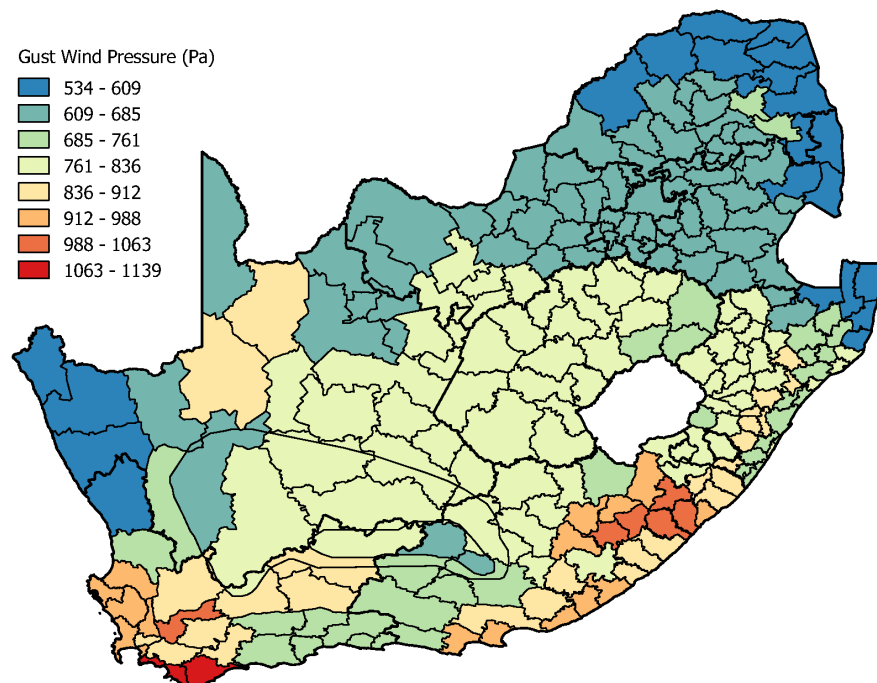 Gust Wind Pressure (Pa)
534 - 609
609 - 685
685 - 761
761 - 836
836 - 912
912 - 988
988 - 1063
1063 - 1139